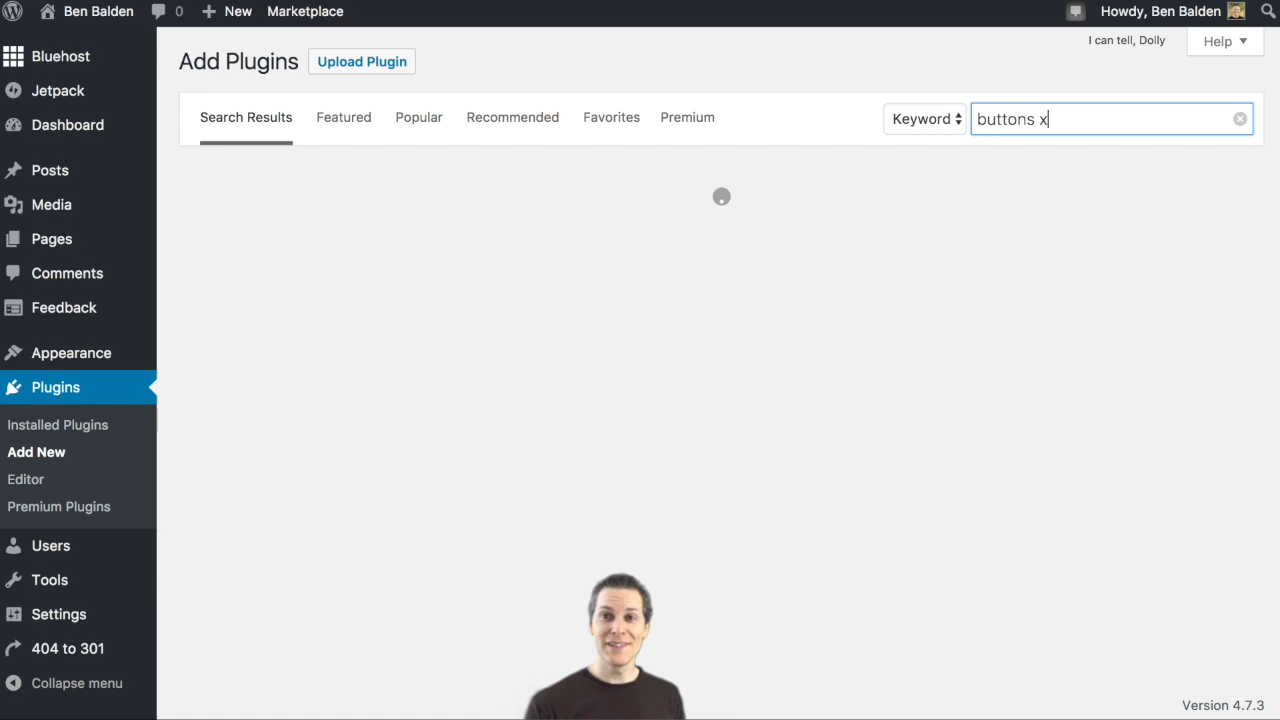 Ben Balden 0 New Marketplace Howdy, Ben Balden
Bluehost
Jetpack
Dashboard
Posts
Media
Pages
Comments
Feedback
Appearance
Plugins
Installed Plugins
Add New
Editor
Premium Plugins
Users
Tools
Settings
404 to 301
Collapse menu
I can tell, Dolly
Help
Add Plugins Upload Plugin
Search Results Featured Popular Recommended Favorites Premium Keyword buttons x
Version 4.7.3